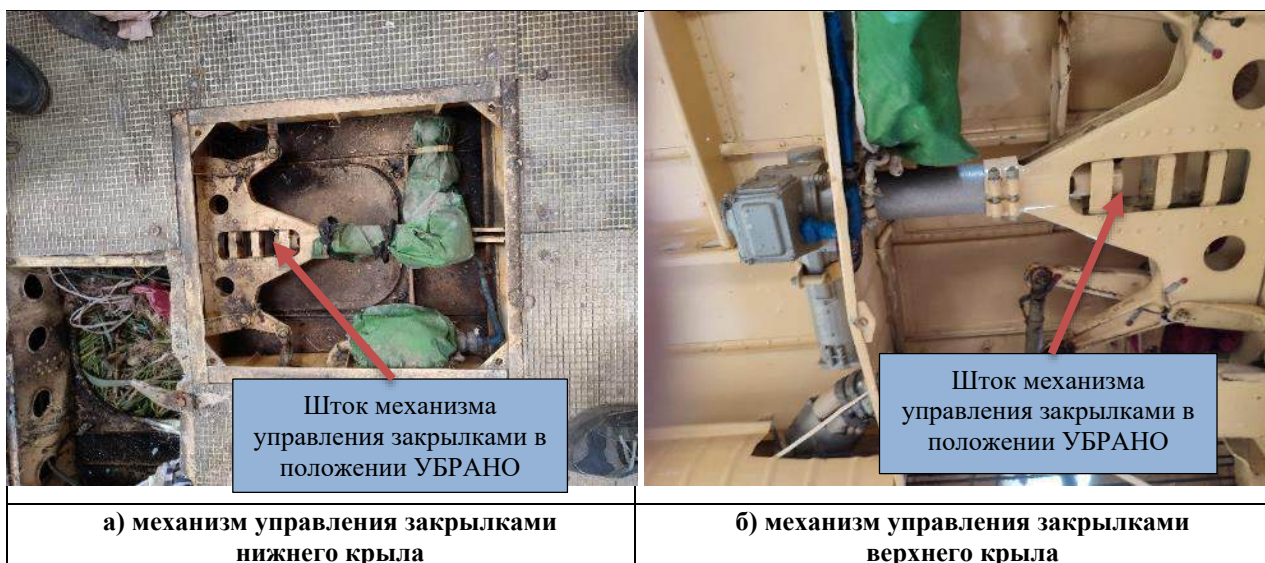 Шток механизма
управления закрылками в
положении УБРАНО
Шток механизма
управления закрылками в
положении УБРАНО
а) механизм управления закрылками
нижнего крыла
б) механизм управления закрылками
верхнего крыла